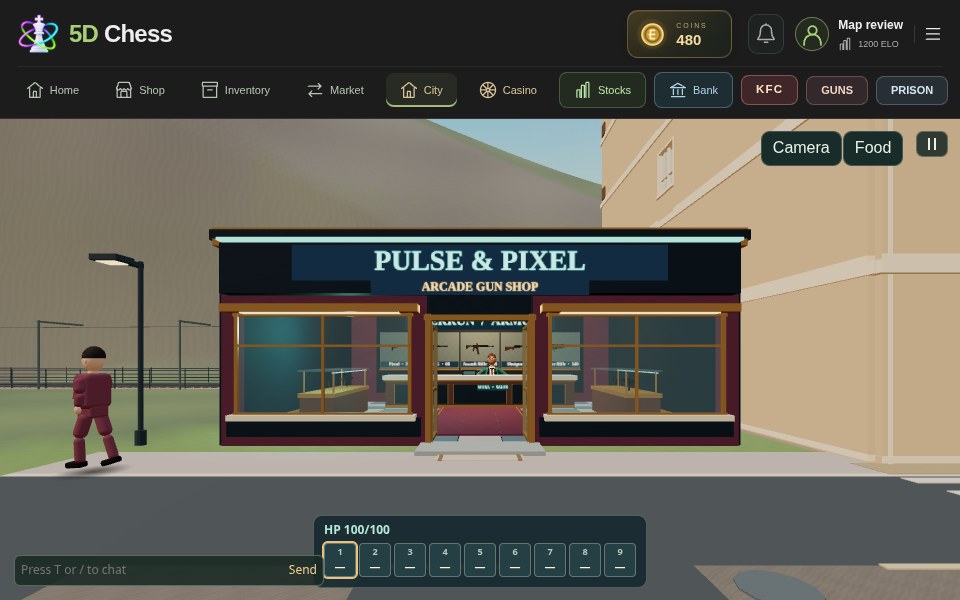 5D Chess
COINS
480
Map review
1200 ELO
Home
Shop
Inventory
Market
City
Casino
Stocks
Bank
KFC
GUNS
PRISON
Camera
Food
PULSE & PIXEL
ARCADE GUN SHOP
HP 100/100
1 2 3 4 5 6 7 8 9
Press T or / to chat
Send